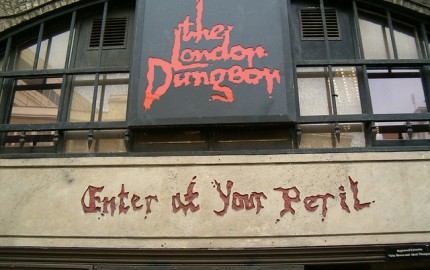 the
London
Dungeon
Enter at Your Peril